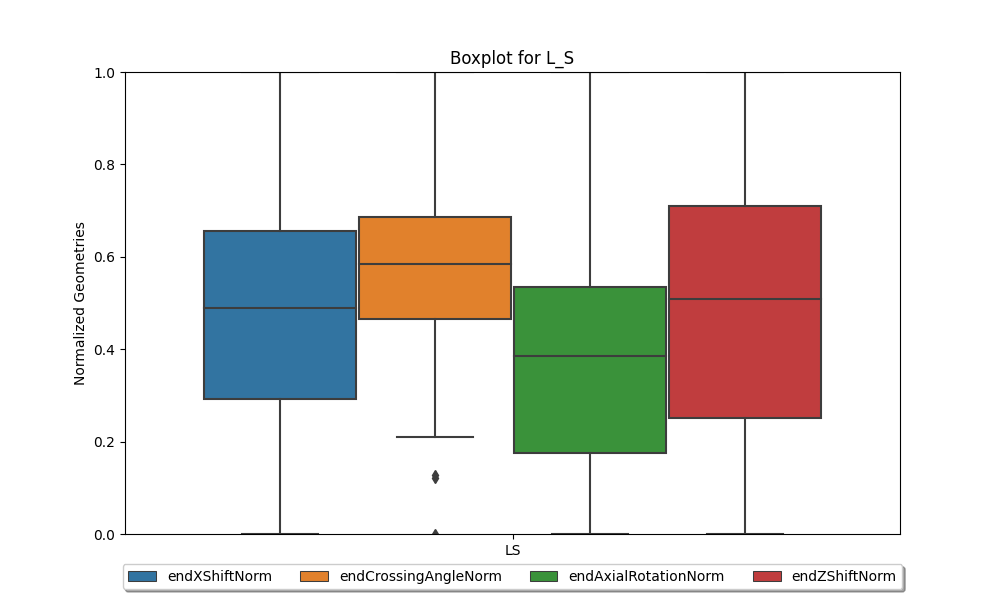 Boxplot for L_S
1.0
0.8
0.6
0.4
0.2
0.0
Normalized Geometries
LS
endXShiftNorm endCrossingAngleNorm endAxialRotationNorm endZShiftNorm